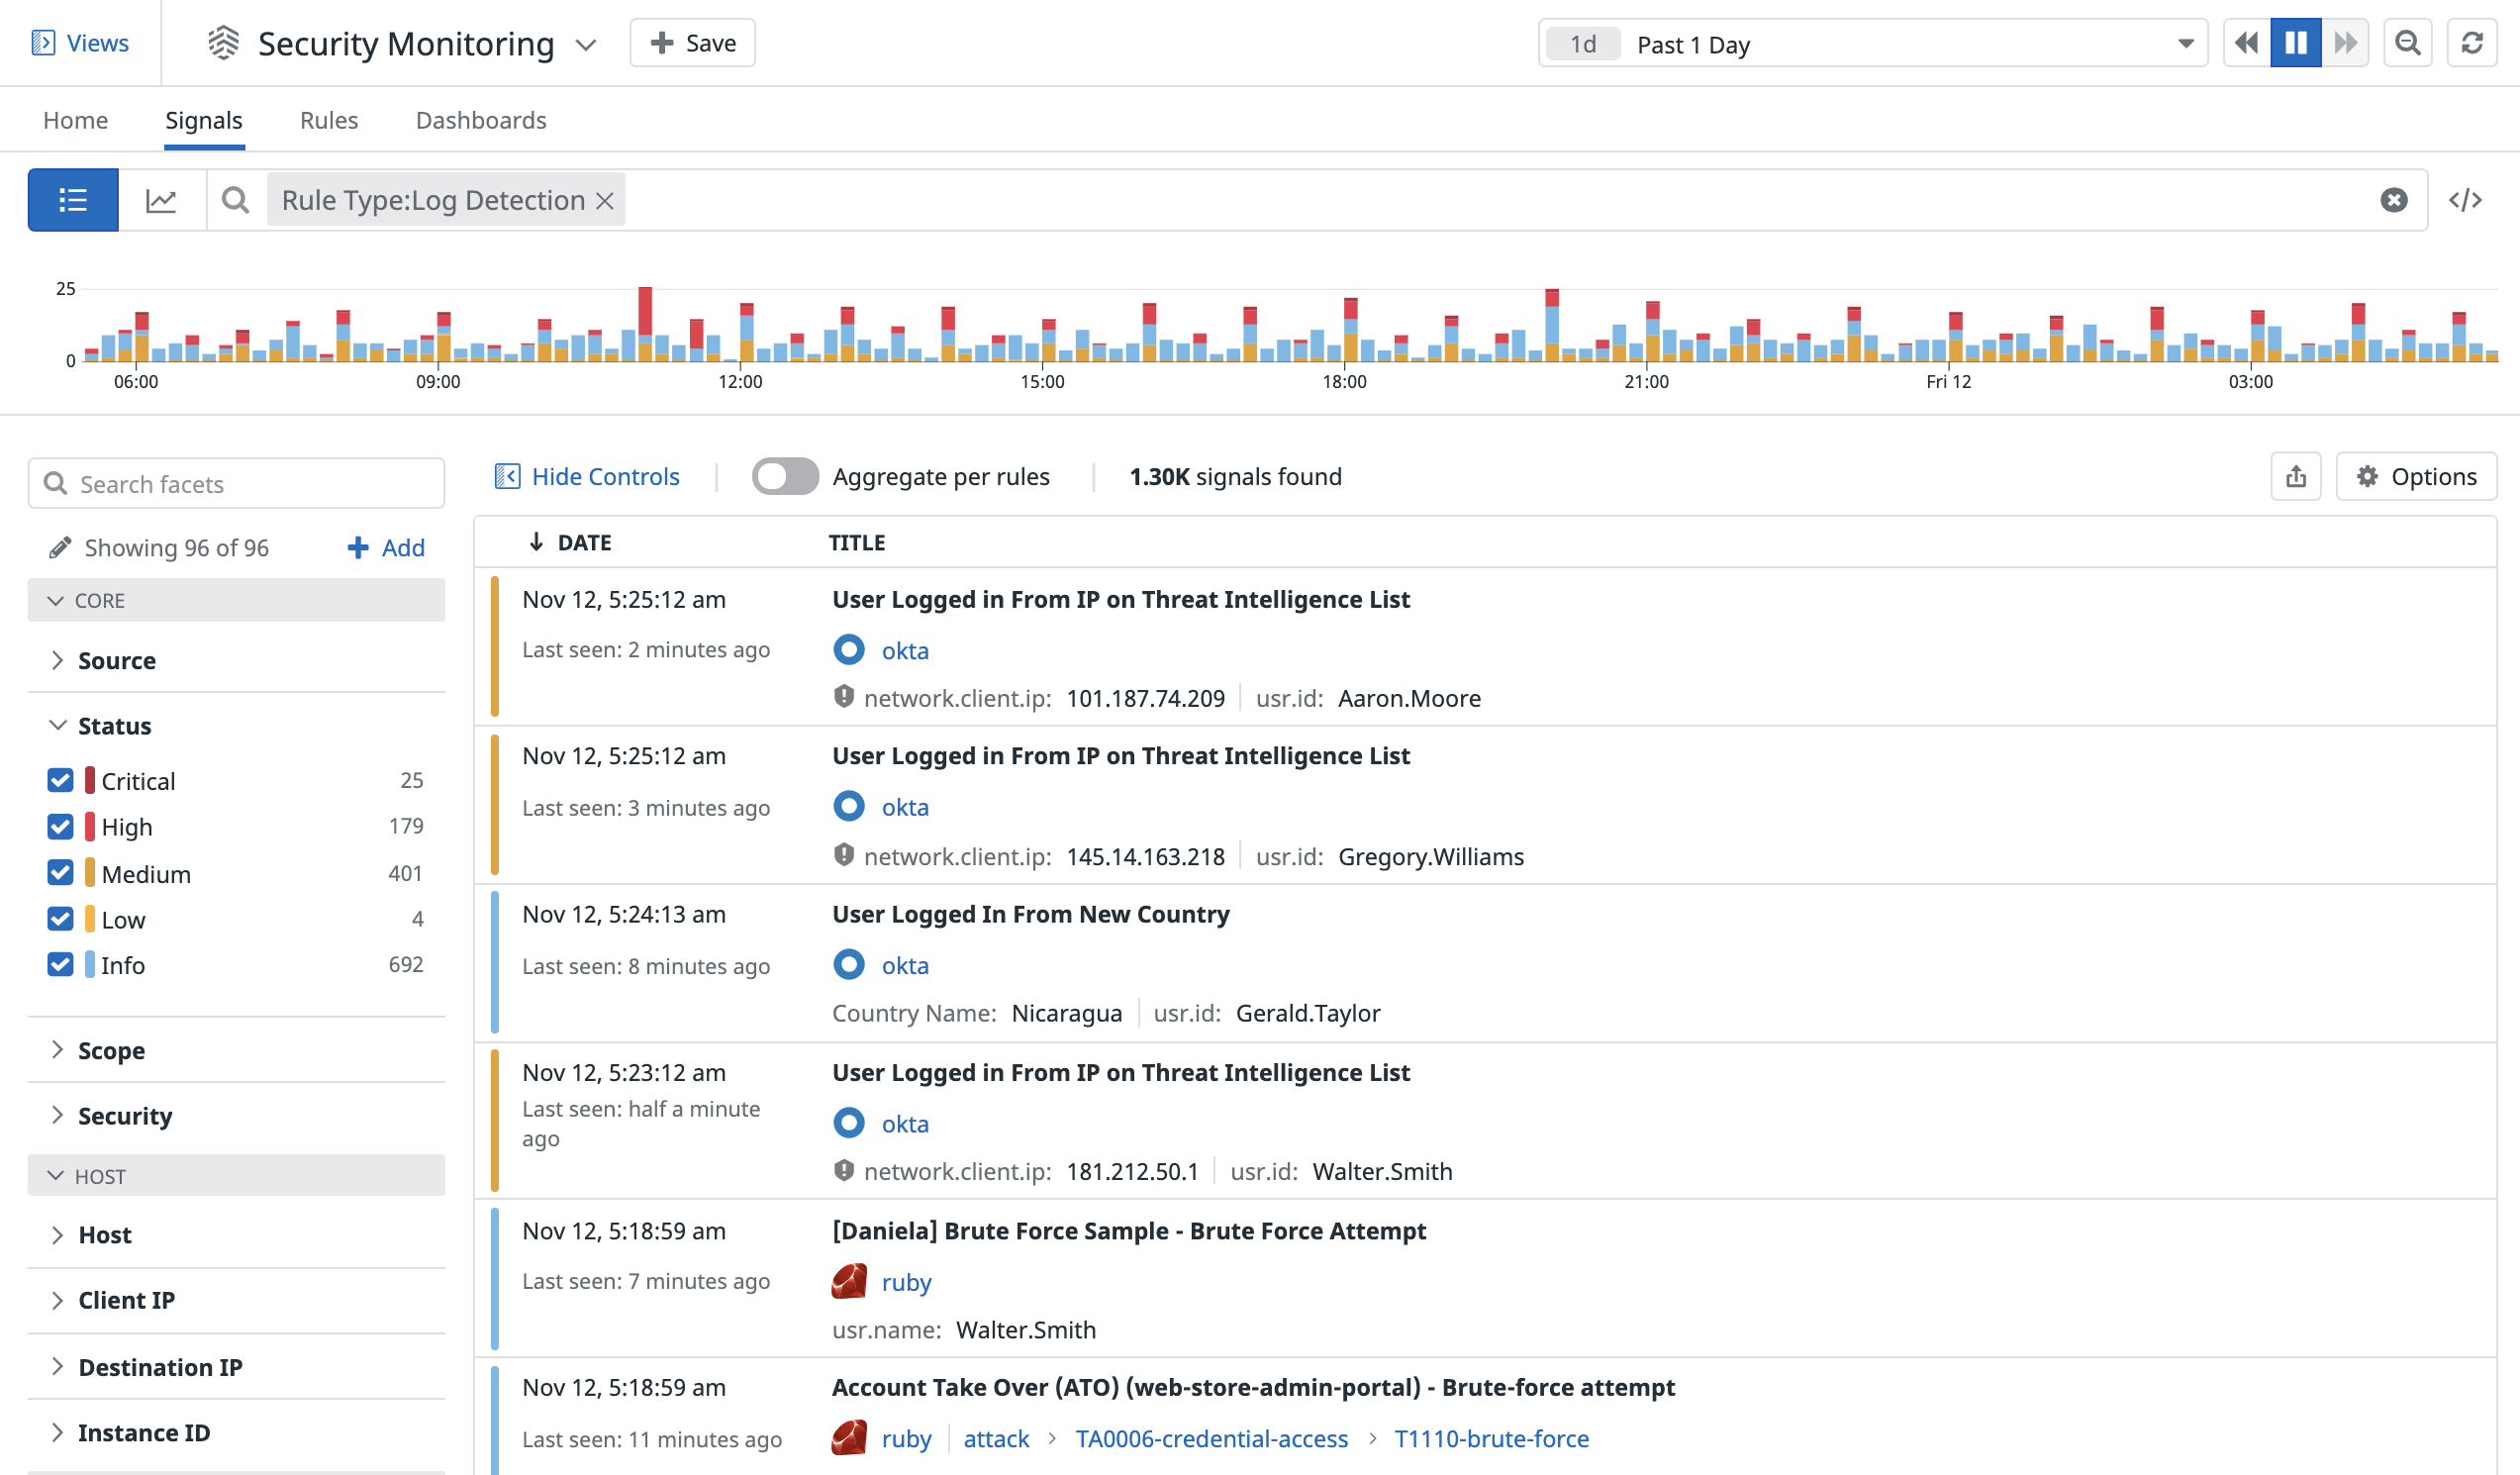 Views
Security Monitoring
Save
1d Past 1 Day
Home Signals Rules Dashboards
Rule Type:Log Detection
</>
25
0
06:00 09:00 12:00 15:00 18:00 21:00 Fri 12 03:00
Search facets
Hide Controls Aggregate per rules 1.30K signals found Options
Showing 96 of 96 Add
CORE
Source
Status
Critical 25
High 179
Medium 401
Low 4
Info 692
Scope
Security
HOST
Host
Client IP
Destination IP
Instance ID
DATE TITLE
Nov 12, 5:25:12 am User Logged in From IP on Threat Intelligence List
Last seen: 2 minutes ago okta
network.client.ip: 101.187.74.209 usr.id: Aaron.Moore
Nov 12, 5:25:12 am User Logged in From IP on Threat Intelligence List
Last seen: 3 minutes ago okta
network.client.ip: 145.14.163.218 usr.id: Gregory.Williams
Nov 12, 5:24:13 am User Logged In From New Country
Last seen: 8 minutes ago okta
Country Name: Nicaragua usr.id: Gerald.Taylor
Nov 12, 5:23:12 am User Logged in From IP on Threat Intelligence List
Last seen: half a minute
ago
okta
network.client.ip: 181.212.50.1 usr.id: Walter.Smith
Nov 12, 5:18:59 am [Daniela] Brute Force Sample - Brute Force Attempt
Last seen: 7 minutes ago ruby
usr.name: Walter.Smith
Nov 12, 5:18:59 am Account Take Over (ATO) (web-store-admin-portal) - Brute-force attempt
Last seen: 11 minutes ago ruby attack > TA0006-credential-access > T1110-brute-force